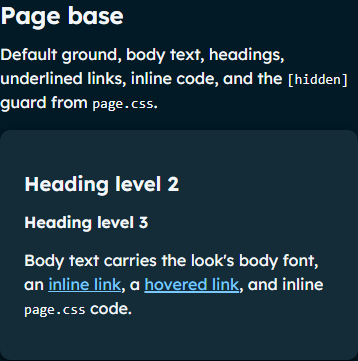 Page base
Default ground, body text, headings,
underlined links, inline code, and the [hidden]
guard from page.css.
Heading level 2
Heading level 3
Body text carries the look's body font,
an inline link, a hovered link, and inline
page.css code.